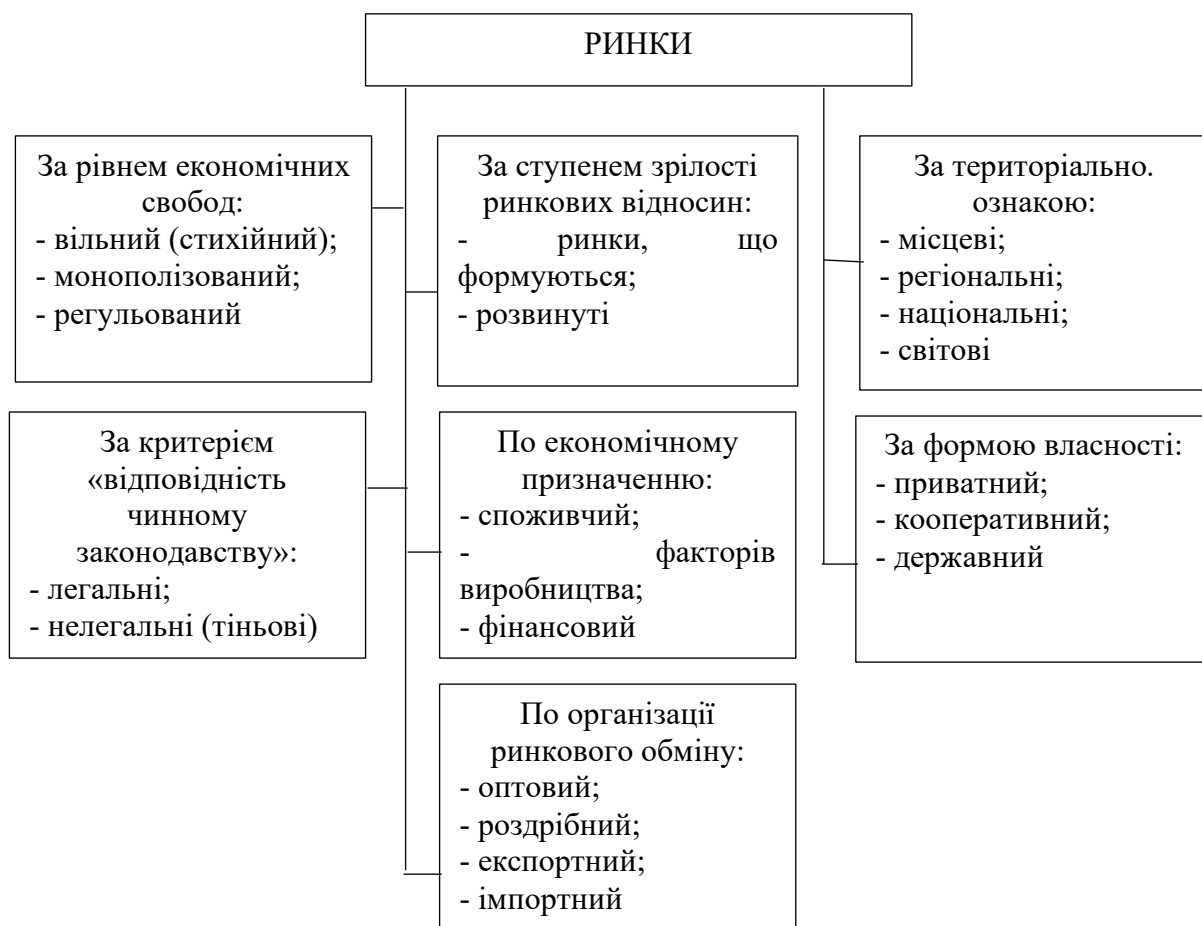 РИНКИ
За рівнем економічних
свобод:
- вільний (стихійний);
- монополізований;
- регульований
За ступенем зрілості
ринкових відносин:
- ринки, що
формуються;
- розвинуті
За територіально.
ознакою:
- місцеві;
- регіональні;
- національні;
- світові
За критерієм
«відповідність
чинному
законодавству»:
- легальні;
- нелегальні (тіньові)
По економічному
призначенню:
- споживчий;
- факторів
виробництва;
- фінансовий
За формою власності:
- приватний;
- кооперативний;
- державний
По організації
ринкового обміну:
- оптовий;
- роздрібний;
- експортний;
- імпортний